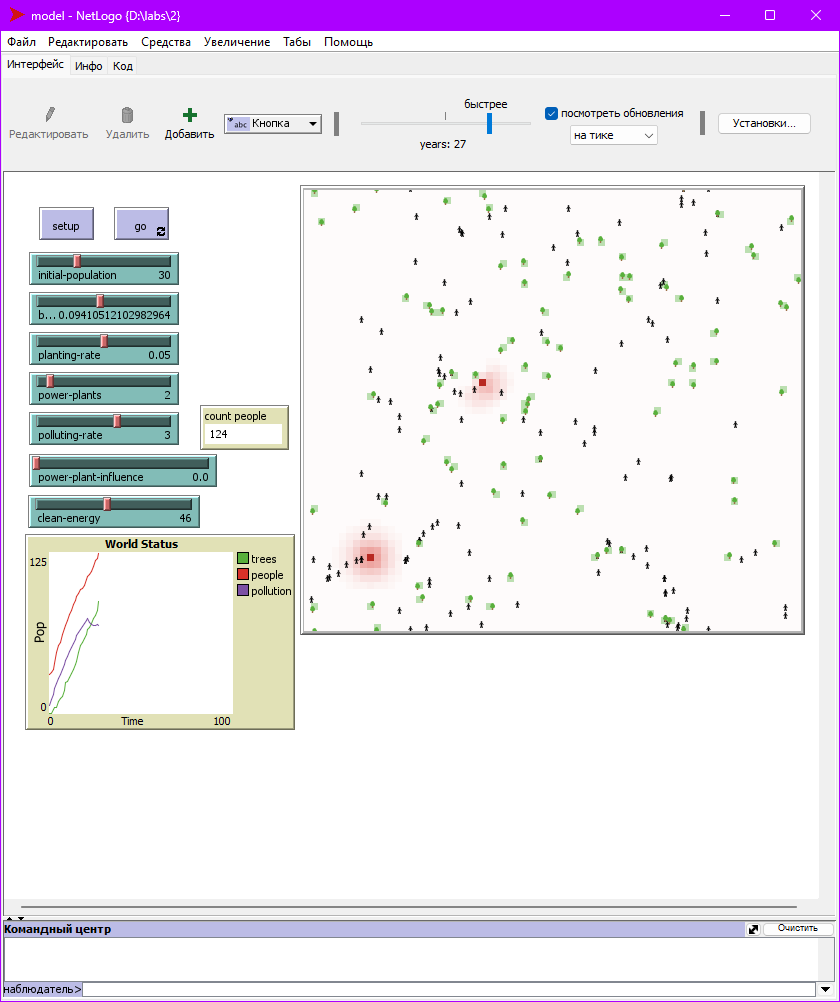 model - NetLogo {D:\labs\2}
Файл Редактировать Средства Увеличение Табы Помощь
Интерфейс Инфо Код
быстрее
Редактировать Удалить Добавить
abc Кнопка
years: 27
посмотреть обновления
на тике
Установки...
setup
go
initial-population 30
b... 0.09410512102982964
planting-rate 0.05
power-plants 2
polluting-rate 3
count people
124
power-plant-influence 0.0
clean-energy 46
World Status
125
Pop
0
0 Time 100
trees
people
pollution
Командный центр
Очистить
наблюдатель>